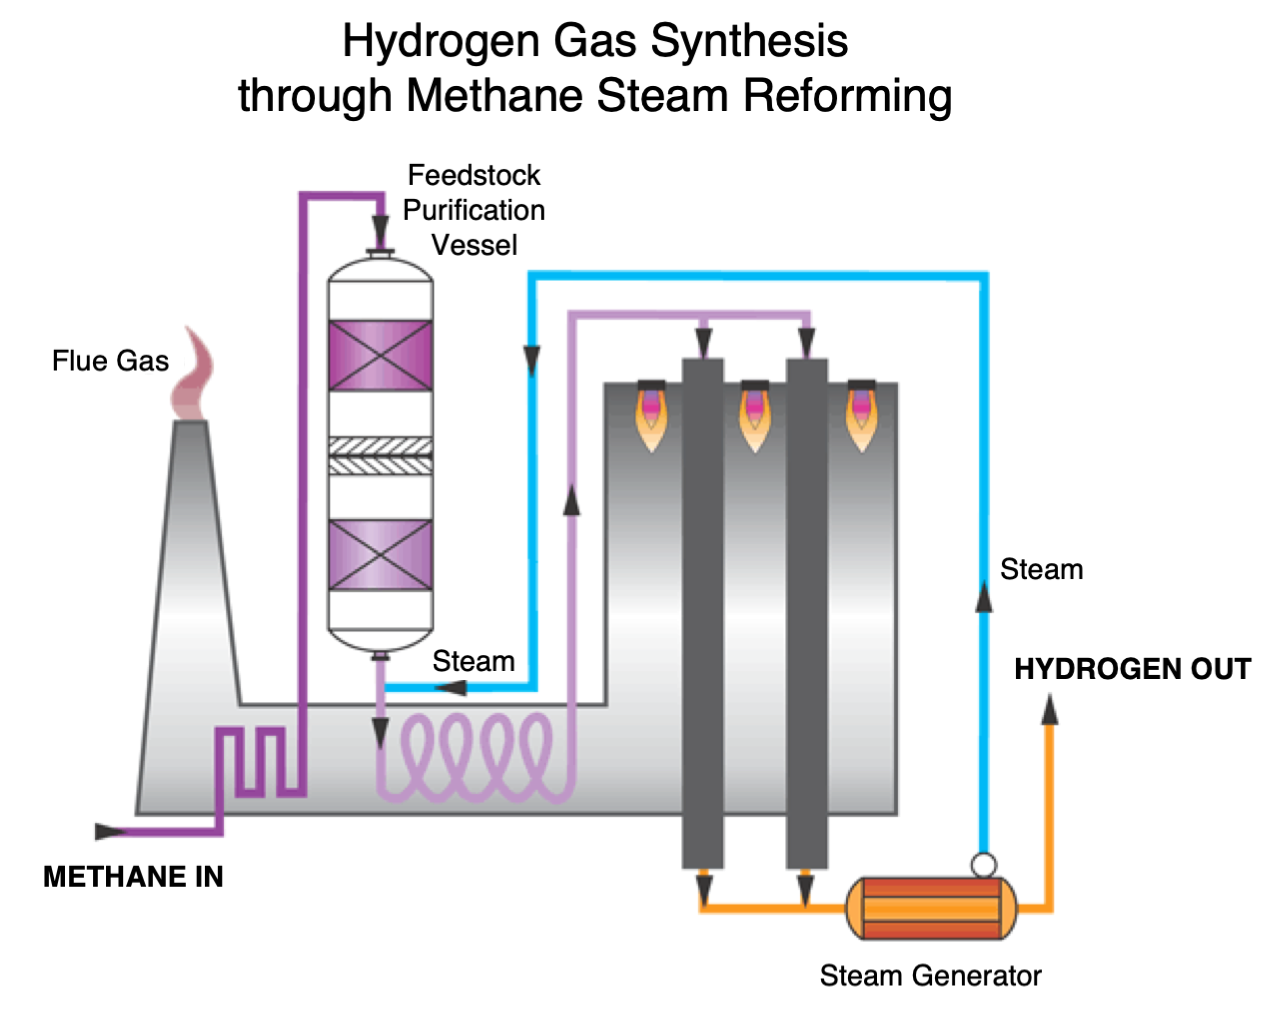 Hydrogen Gas Synthesis
through Methane Steam Reforming
Feedstock
Purification
Vessel
Flue Gas
Steam
Steam
HYDROGEN OUT
METHANE IN
Steam Generator